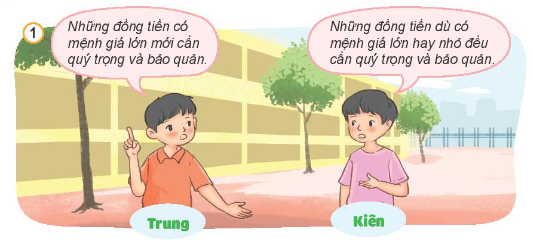 1
Những đồng tiền có
mệnh giá lớn mới cần
quý trọng và bảo quản.
Những đồng tiền dù có
mệnh giá lớn hay nhỏ đều
cần quý trọng và bảo quản.
Trung
Kiên